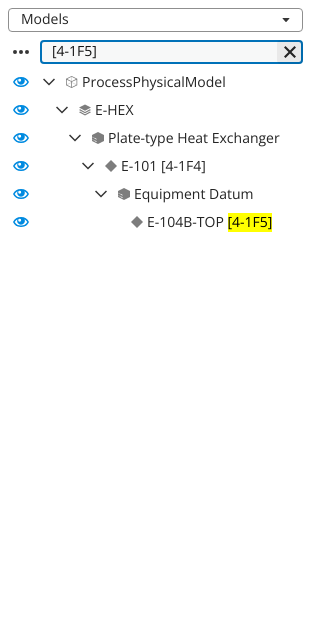 Models
[4-1F5]
ProcessPhysicalModel
E-HEX
Plate-type Heat Exchanger
E-101 [4-1F4]
Equipment Datum
E-104B-TOP [4-1F5]